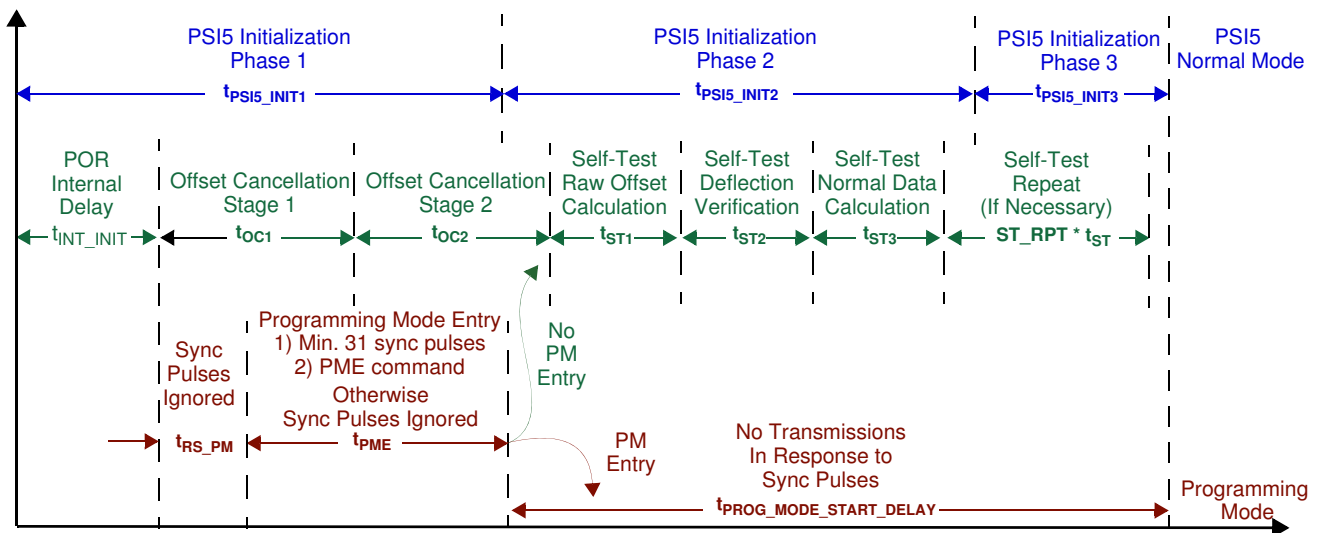 PSI5 Initialization
Phase 1
tPSI5_INIT1
PSI5 Initialization
Phase 2
tPSI5_INIT2
PSI5 Initialization
Phase 3
tPSI5_INIT3
PSI5
Normal Mode
POR
Internal
Delay
tINT_INIT
Offset Cancellation
Stage 1
tOC1
Offset Cancellation
Stage 2
tOC2
Self-Test
Raw Offset
Calculation
tST1
Self-Test
Deflection
Verification
tST2
Self-Test
Normal Data
Calculation
tST3
Self-Test
Repeat
(If Necessary)
ST_RPT * tST
Sync
Pulses
Ignored
tRS_PM
Programming Mode Entry
1) Min. 31 sync pulses
2) PME command
Otherwise
Sync Pulses Ignored
tPME
No
PM
Entry
PM
Entry
No Transmissions
In Response to
Sync Pulses
tPROG_MODE_START_DELAY
Programming
Mode